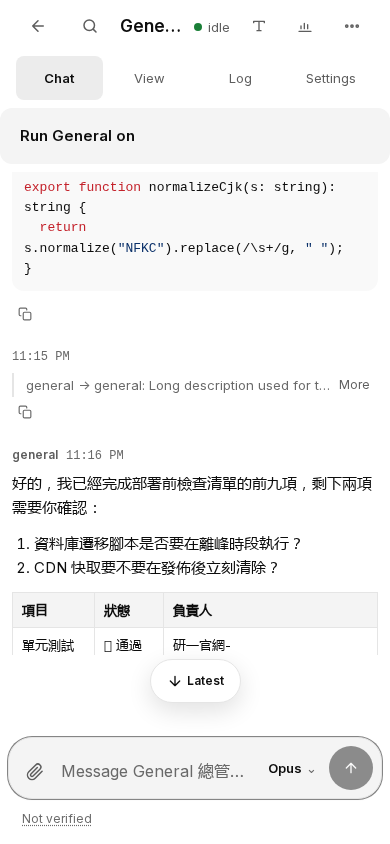 Gene...
idle
Chat
View
Log
Settings
Run General on
export function normalizeCjk(s: string):
string {
return
s.normalize("NFKC").replace(/\s+/g, " ");
}
11:15 PM
general → general: Long description used for t...
More
general 11:16 PM
好的，我已經完成部署前檢查清單的前九項，剩下兩項
需要你確認：
1. 資料庫遷移腳本是否要在離峰時段執行？
2. CDN 快取要不要在發佈後立刻清除？
項目 狀態 負責人
單元測試 通過 研一官網-
Latest
Message General 總管...
Opus
Not verified